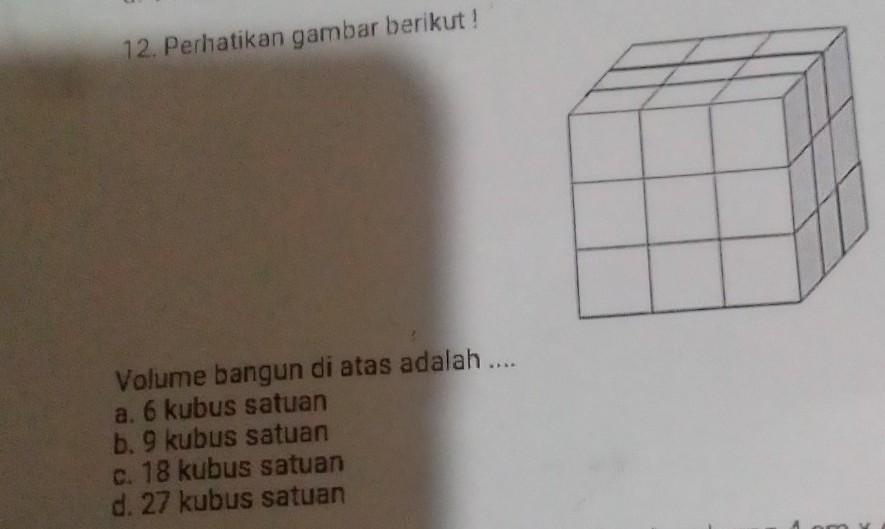 12. Perhatikan gambar berikut !
Volume bangun di atas adalah ....
a. 6 kubus satuan
b. 9 kubus satuan
c. 18 kubus satuan
d. 27 kubus satuan